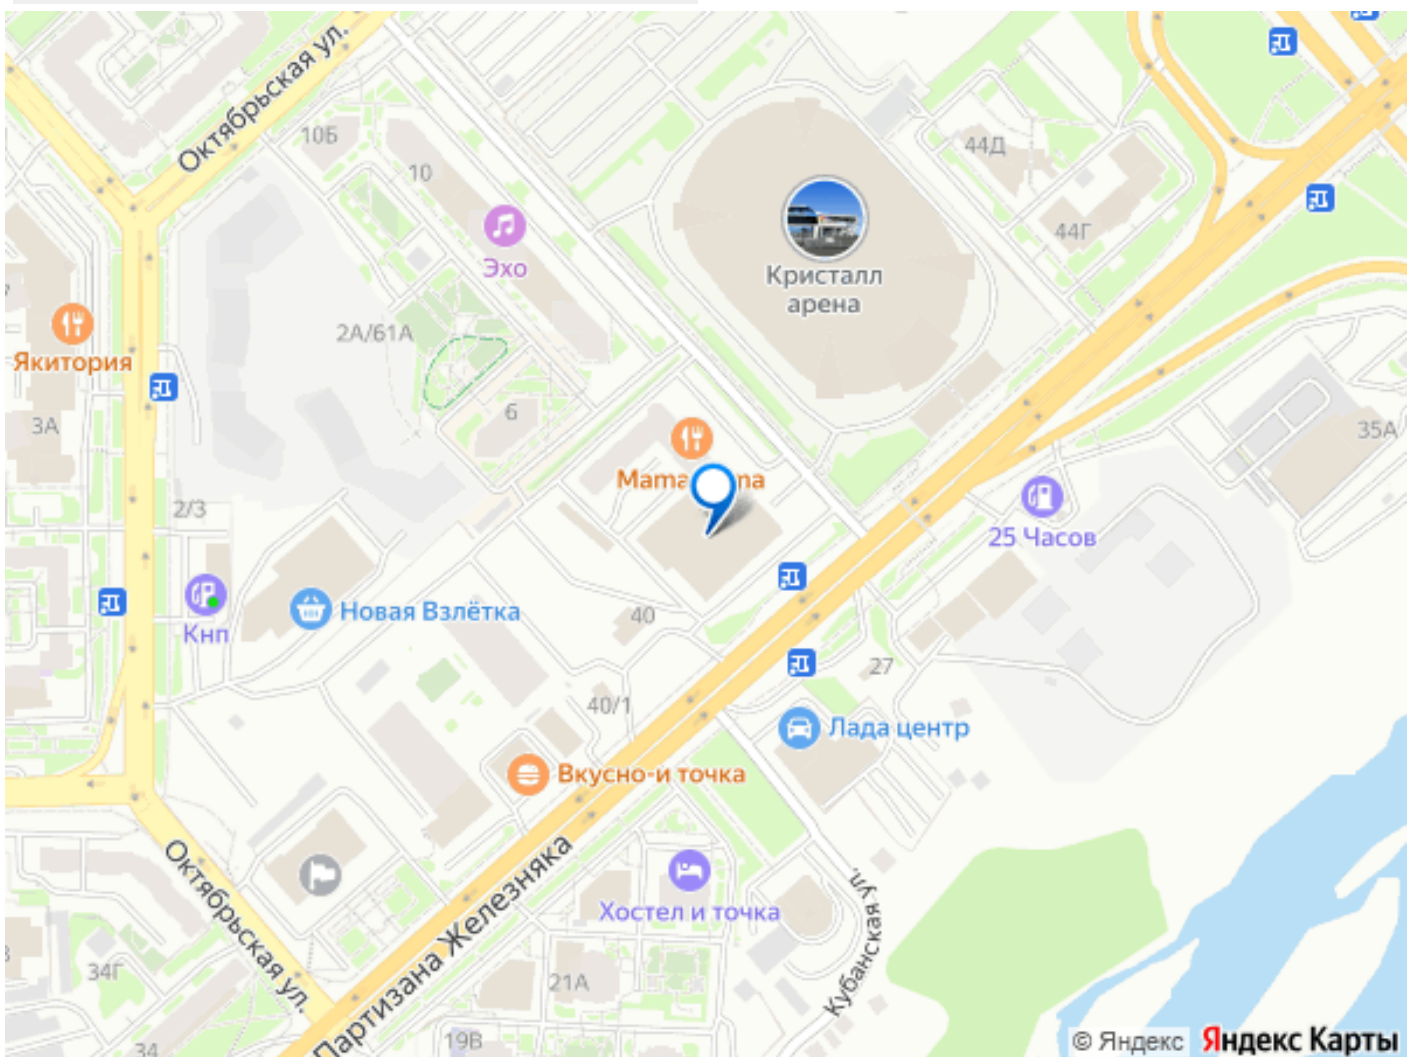 Октябрьская ул.
10Б
10
44Д
44Г
Кристалл
арена
Эхо
2А/61А
Якитория
3А
6
35А
Mama
na
2/3
25 Часов
Новая Взлётка
40
Кнп
27
40/1
Лада центр
Вкусно-и точка
Октябрьская ул.
Партизана Железняка
Хостел и точка
Кубанская ул.
34Г
21А
19В
34
© Яндекс
Яндекс Карты